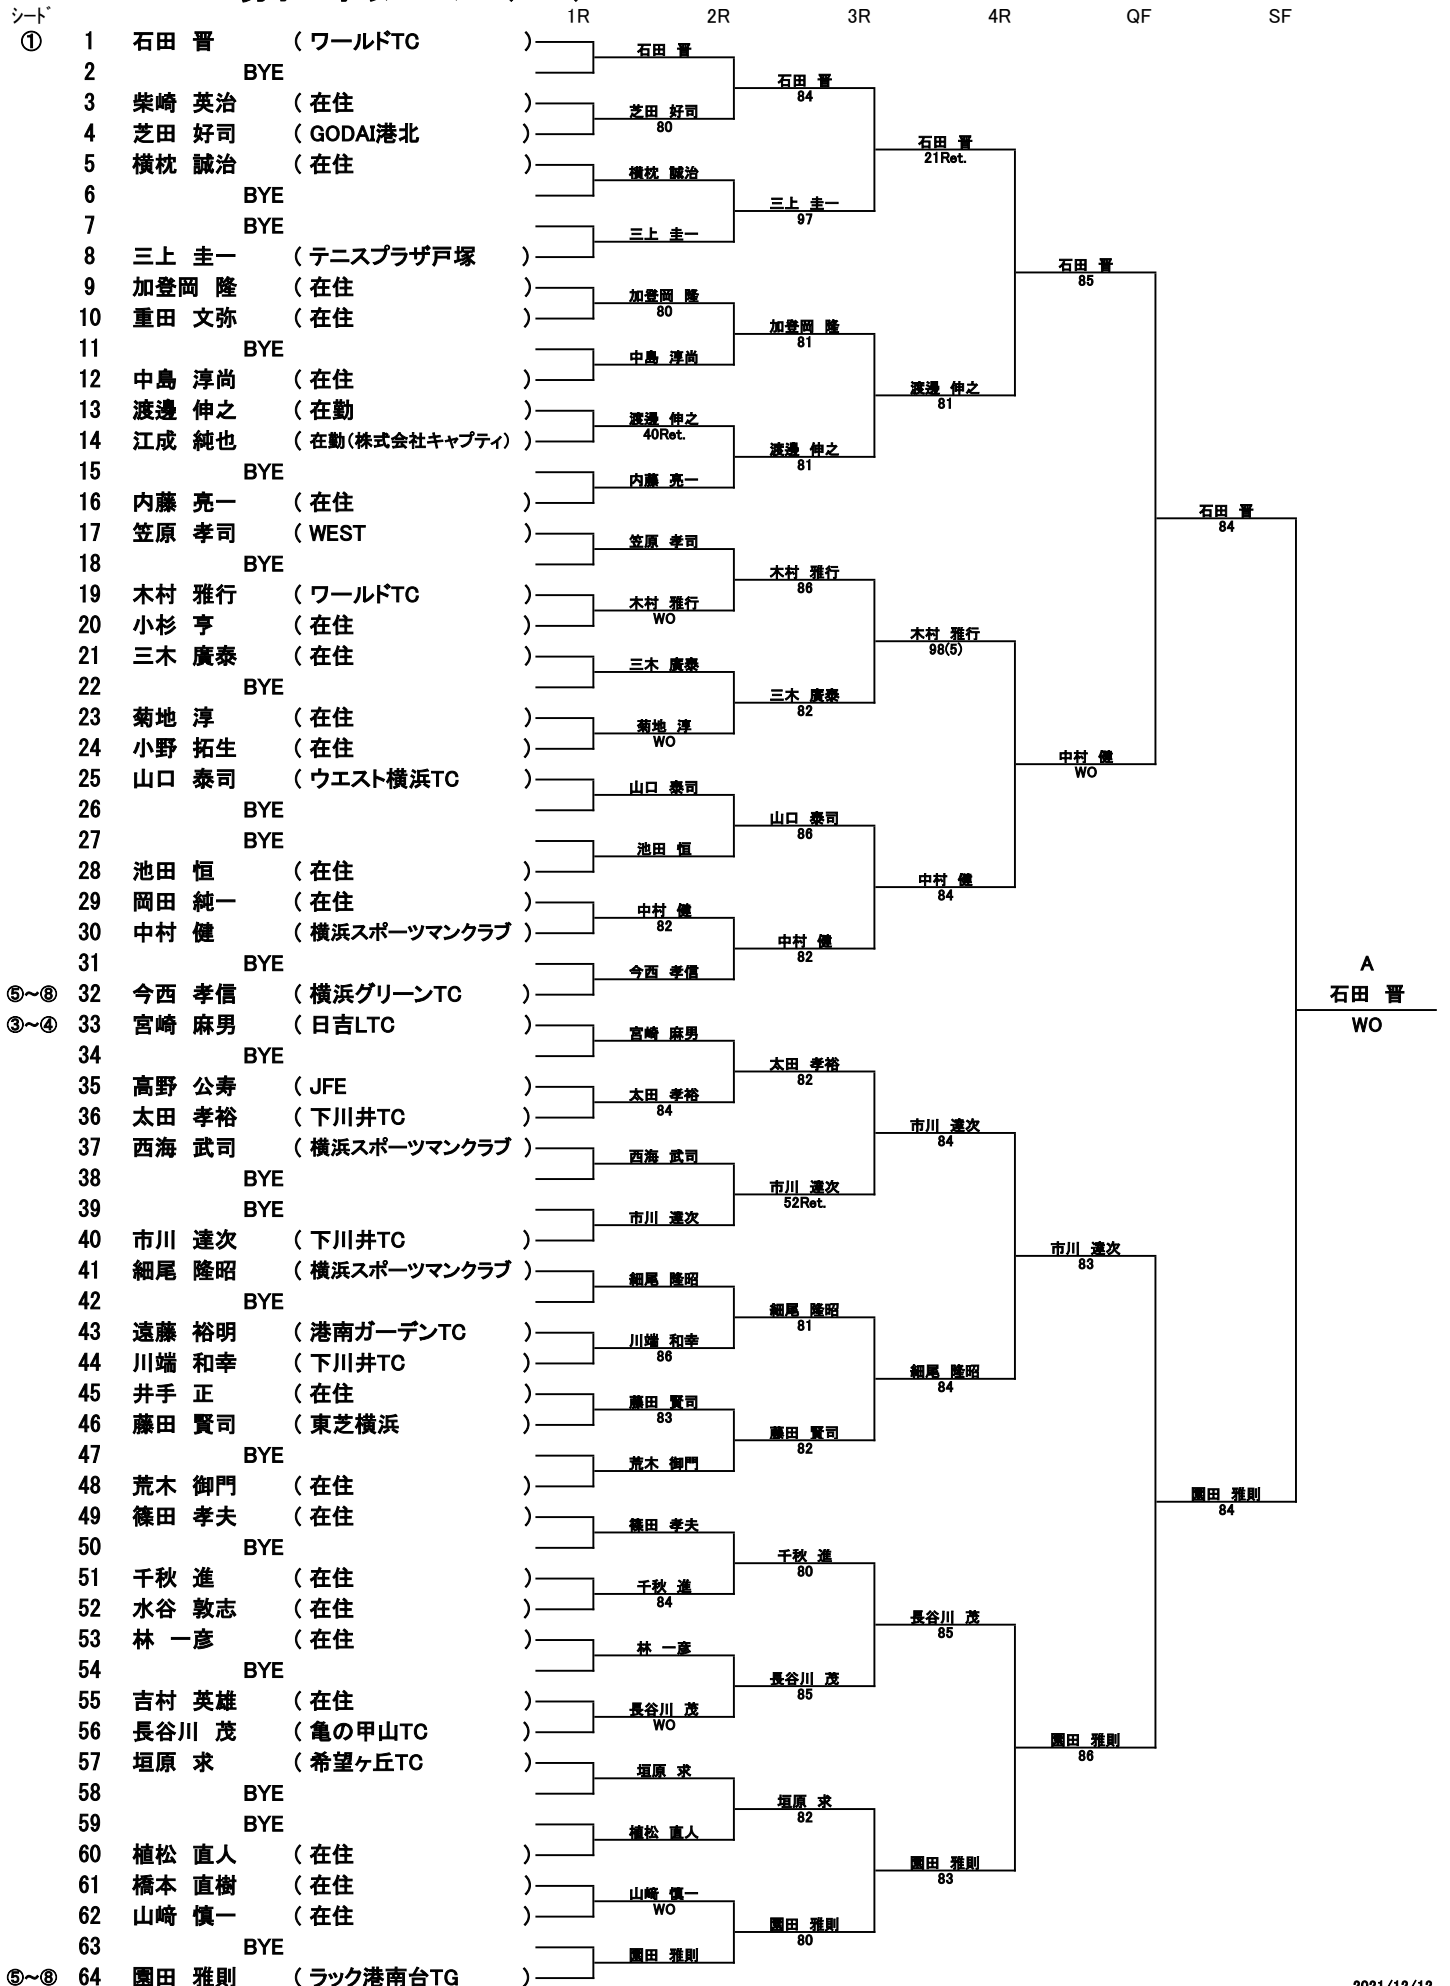 シード 1R 2R 3R 4R QF SF
① 1 石田 晋 ( ワールドTC )
石田 晋
2 BYE
石田 晋
84
3 柴崎 英治 ( 在住 )
芝田 好司
80
4 芝田 好司 ( GODAI港北 )
石田 晋
21Ret.
5 横枕 誠治 ( 在住 )
横枕 誠治
6 BYE
三上 圭一
97
7 BYE
三上 圭一
8 三上 圭一 ( テニスプラザ戸塚 )
石田 晋
85
9 加登岡 隆 ( 在住 )
加登岡 隆
80
10 重田 文弥 ( 在住 )
加登岡 隆
81
11 BYE
中島 淳尚
12 中島 淳尚 ( 在住 )
渡邊 伸之
81
13 渡邊 伸之 ( 在勤 )
渡邊 伸之
40Ret.
14 江成 純也 ( 在勤(株式会社キャプティ) )
渡邊 伸之
81
15 BYE
内藤 亮一
16 内藤 亮一 ( 在住 )
石田 晋
84
17 笠原 孝司 ( WEST )
笠原 孝司
18 BYE
木村 雅行
86
19 木村 雅行 ( ワールドTC )
木村 雅行
WO
20 小杉 亨 ( 在住 )
木村 雅行
98(5)
21 三木 廣泰 ( 在住 )
三木 廣泰
22 BYE
三木 廣泰
82
23 菊地 淳 ( 在住 )
菊地 淳
WO
24 小野 拓生 ( 在住 )
中村 健
WO
25 山口 泰司 ( ウエスト横浜TC )
山口 泰司
26 BYE
山口 泰司
86
27 BYE
池田 恒
28 池田 恒 ( 在住 )
中村 健
84
29 岡田 純一 ( 在住 )
中村 健
82
30 中村 健 ( 横浜スポーツマンクラブ )
中村 健
82
31 BYE
今西 孝信
A
⑤~⑧ 32 今西 孝信 ( 横浜グリーンTC )
石田 晋
WO
③~④ 33 宮崎 麻男 ( 日吉LTC )
宮崎 麻男
34 BYE
太田 孝裕
82
35 高野 公寿 ( JFE )
太田 孝裕
84
36 太田 孝裕 ( 下川井TC )
市川 達次
84
37 西海 武司 ( 横浜スポーツマンクラブ )
西海 武司
38 BYE
市川 達次
52Ret.
39 BYE
市川 達次
40 市川 達次 ( 下川井TC )
市川 達次
83
41 細尾 隆昭 ( 横浜スポーツマンクラブ )
細尾 隆昭
42 BYE
細尾 隆昭
81
43 遠藤 裕明 ( 港南ガーデンTC )
川端 和幸
86
44 川端 和幸 ( 下川井TC )
細尾 隆昭
84
45 井手 正 ( 在住 )
藤田 賢司
83
46 藤田 賢司 ( 東芝横浜 )
藤田 賢司
82
47 BYE
荒木 御門
48 荒木 御門 ( 在住 )
園田 雅則
84
49 篠田 孝夫 ( 在住 )
篠田 孝夫
50 BYE
千秋 進
80
51 千秋 進 ( 在住 )
千秋 進
84
52 水谷 敦志 ( 在住 )
長谷川 茂
85
53 林 一彦 ( 在住 )
林 一彦
54 BYE
長谷川 茂
85
55 吉村 英雄 ( 在住 )
長谷川 茂
WO
56 長谷川 茂 ( 亀の甲山TC )
園田 雅則
86
57 垣原 求 ( 希望ヶ丘TC )
垣原 求
58 BYE
垣原 求
82
59 BYE
植松 直人
60 植松 直人 ( 在住 )
園田 雅則
83
61 橋本 直樹 ( 在住 )
山﨑 慎一
WO
62 山﨑 慎一 ( 在住 )
園田 雅則
80
63 BYE
園田 雅則
⑤~⑧ 64 園田 雅則 ( ラック港南台TG )
2021/12/12